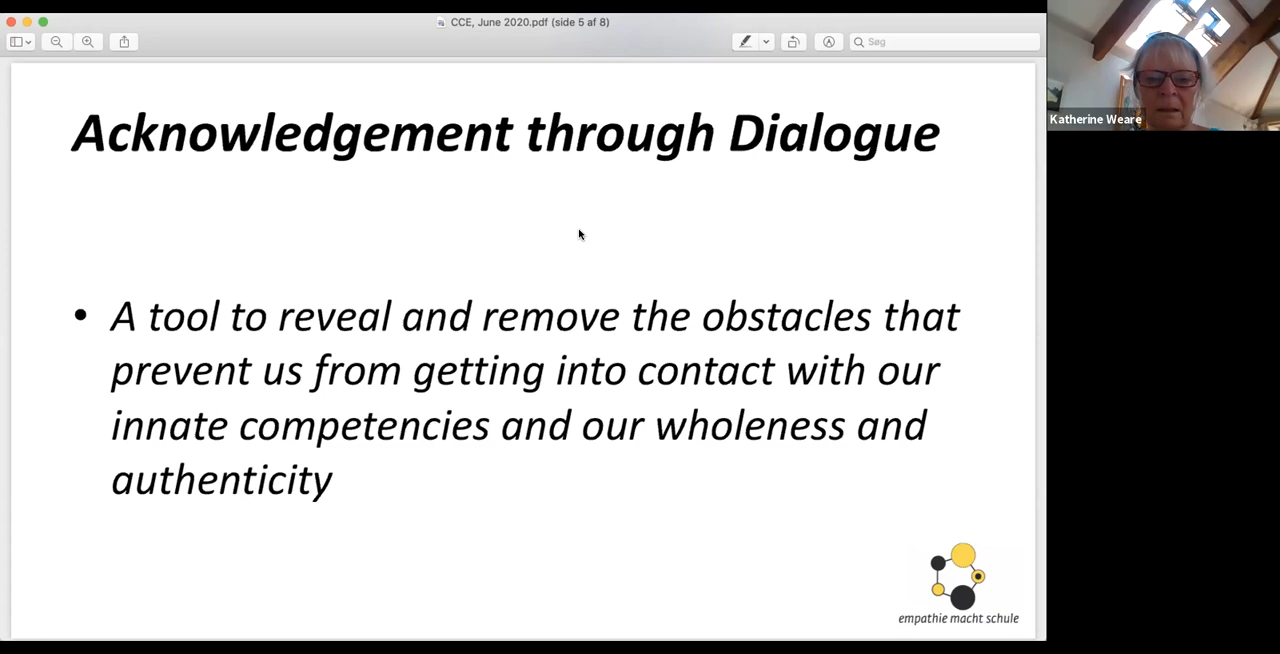 CCE, June 2020.pdf (side 5 af 8)
Søg
Katherine Weare
Acknowledgement through Dialogue
• A tool to reveal and remove the obstacles that
prevent us from getting into contact with our
innate competencies and our wholeness and
authenticity
empathie macht schule